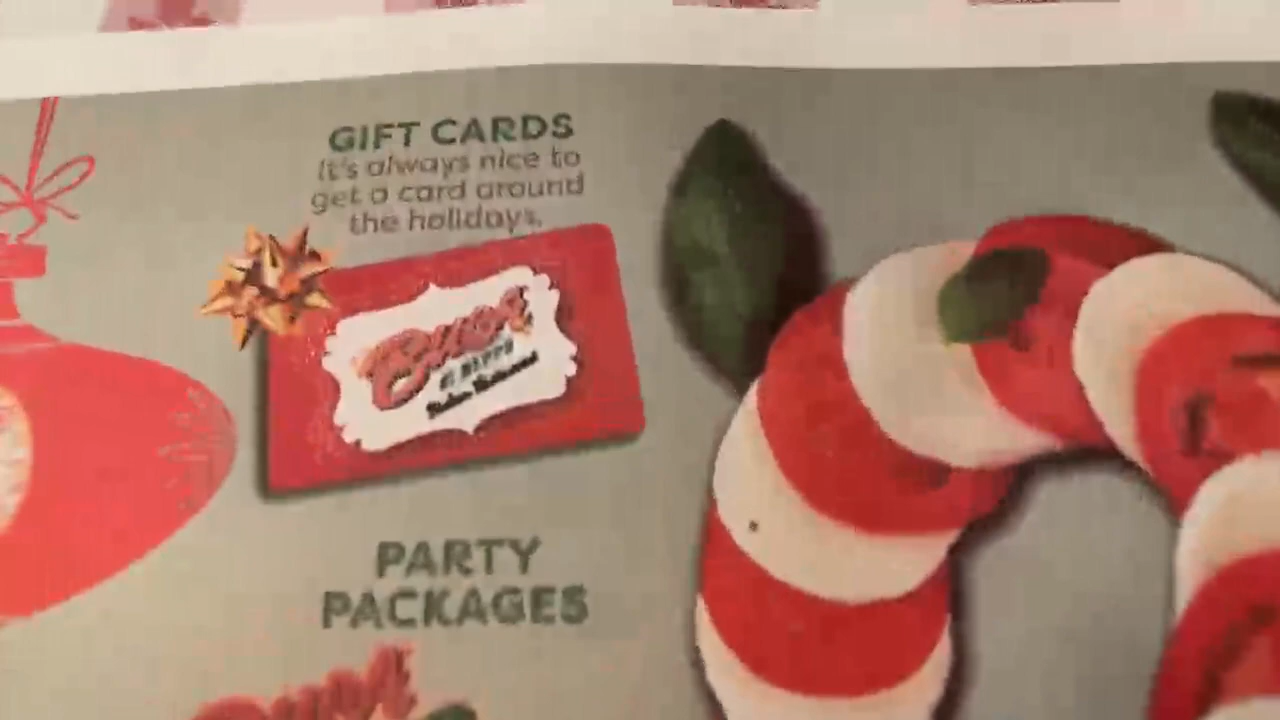 GIFT CARDS
It's always nice to
get a card around
the holidays.
PARTY
PACKAGES